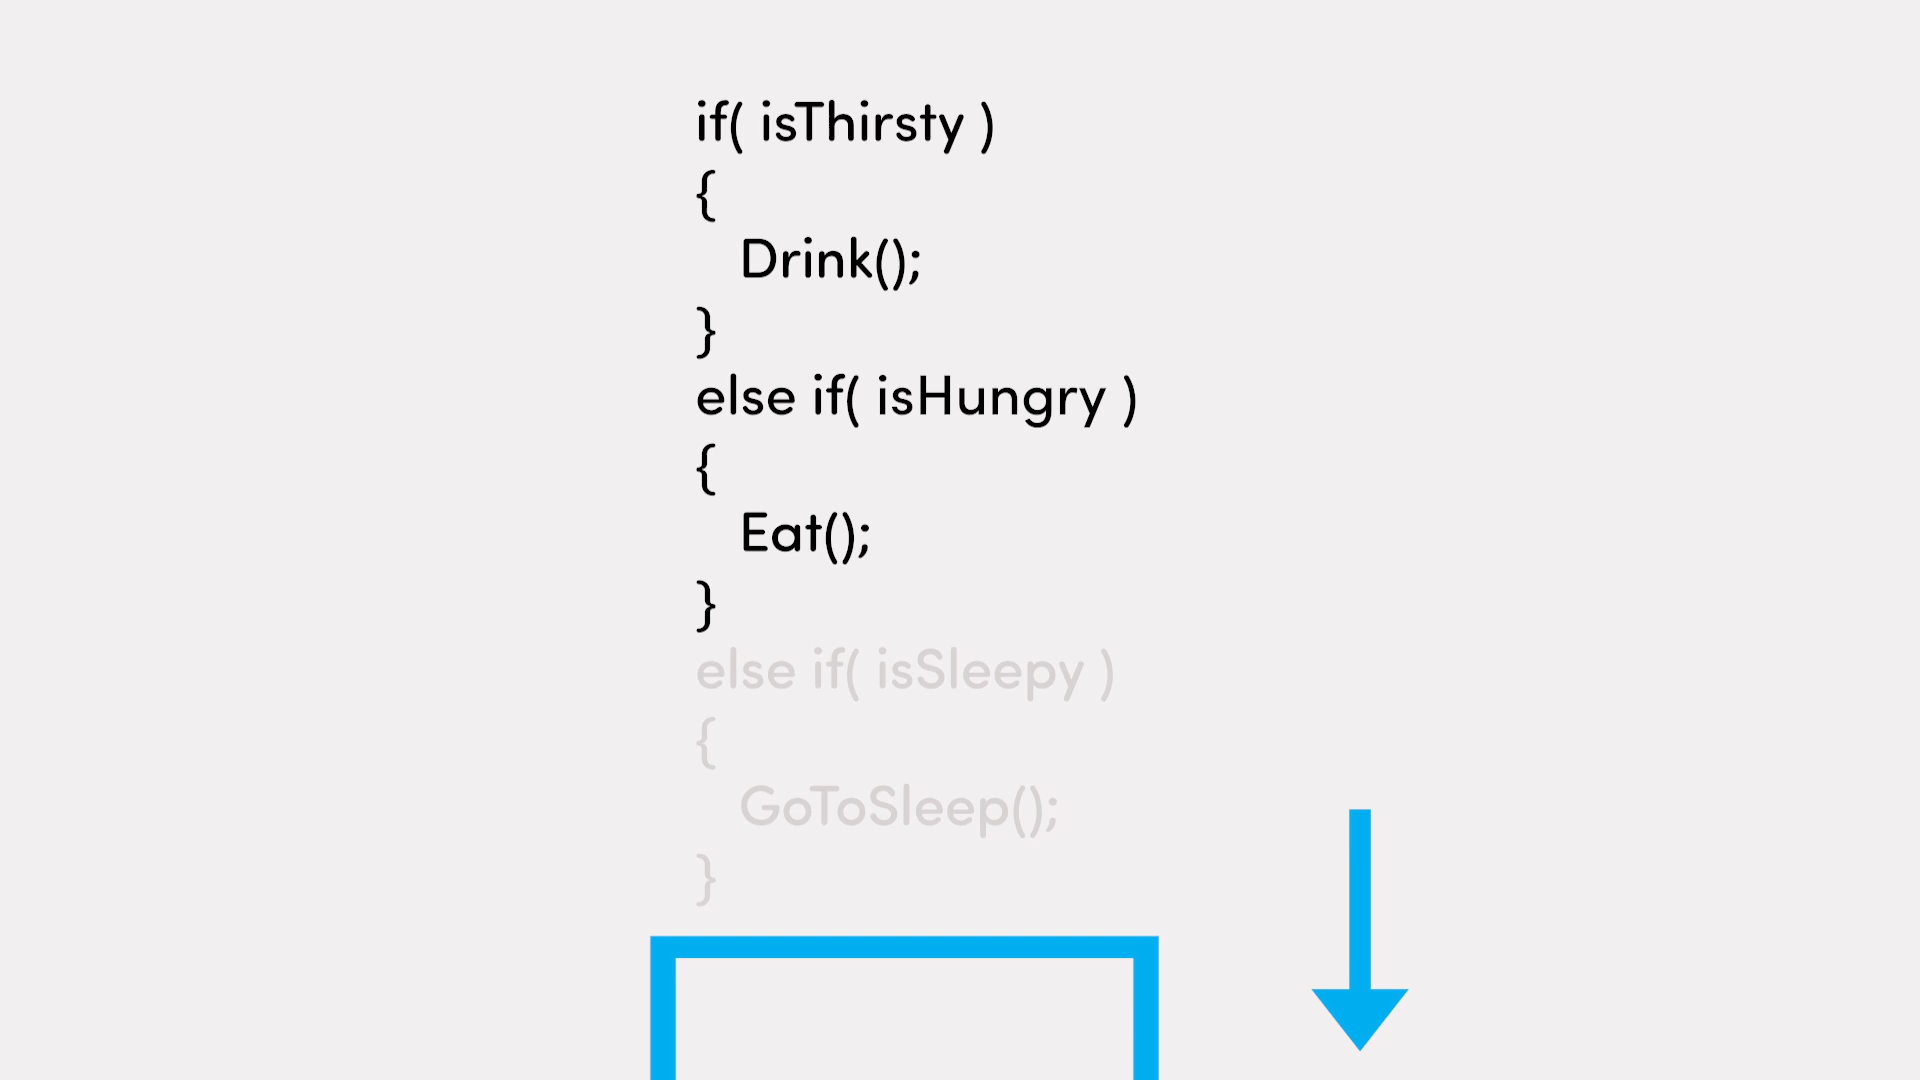 if( isThirsty )
{
Drink();
}
else if( isHungry )
{
Eat();
}
else if( isSleepy )
{
GoToSleep();
}